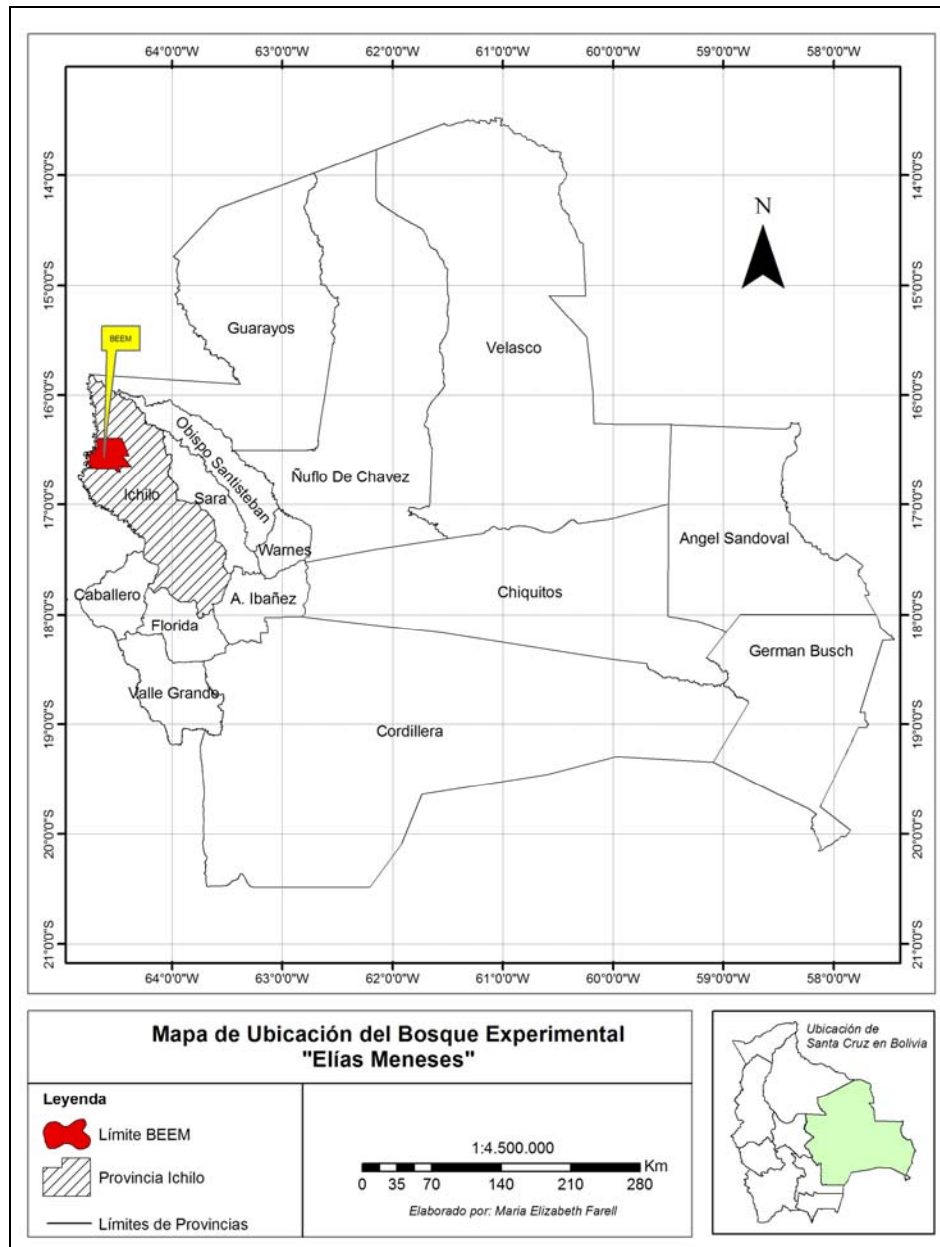 64°0'0"W 63°0'0"W 62°0'0"W 61°0'0"W 60°0'0"W 59°0'0"W 58°0'0"W
14°0'0"S 14°0'0"S
N
15°0'0"S 15°0'0"S
Guarayos
BEEM
Velasco
16°0'0"S 16°0'0"S
Obispo Santisteban
Ñuflo De Chavez
Ichilo
Sara
17°0'0"S 17°0'0"S
Angel Sandoval
Warnes
Caballero
A. Ibañez
Chiquitos
18°0'0"S 18°0'0"S
Florida
German Busch
Valle Grande
19°0'0"S 19°0'0"S
Cordillera
20°0'0"S 20°0'0"S
21°0'0"S 21°0'0"S
64°0'0"W 63°0'0"W 62°0'0"W 61°0'0"W 60°0'0"W 59°0'0"W 58°0'0"W
Mapa de Ubicación del Bosque Experimental
"Elías Meneses"
Leyenda
Límite BEEM
Provincia Ichilo
Límites de Provincias
1:4.500.000
Km
0 35 70 140 210 280
Elaborado por: Maria Elizabeth Farell
Ubicación de
Santa Cruz en Bolivia